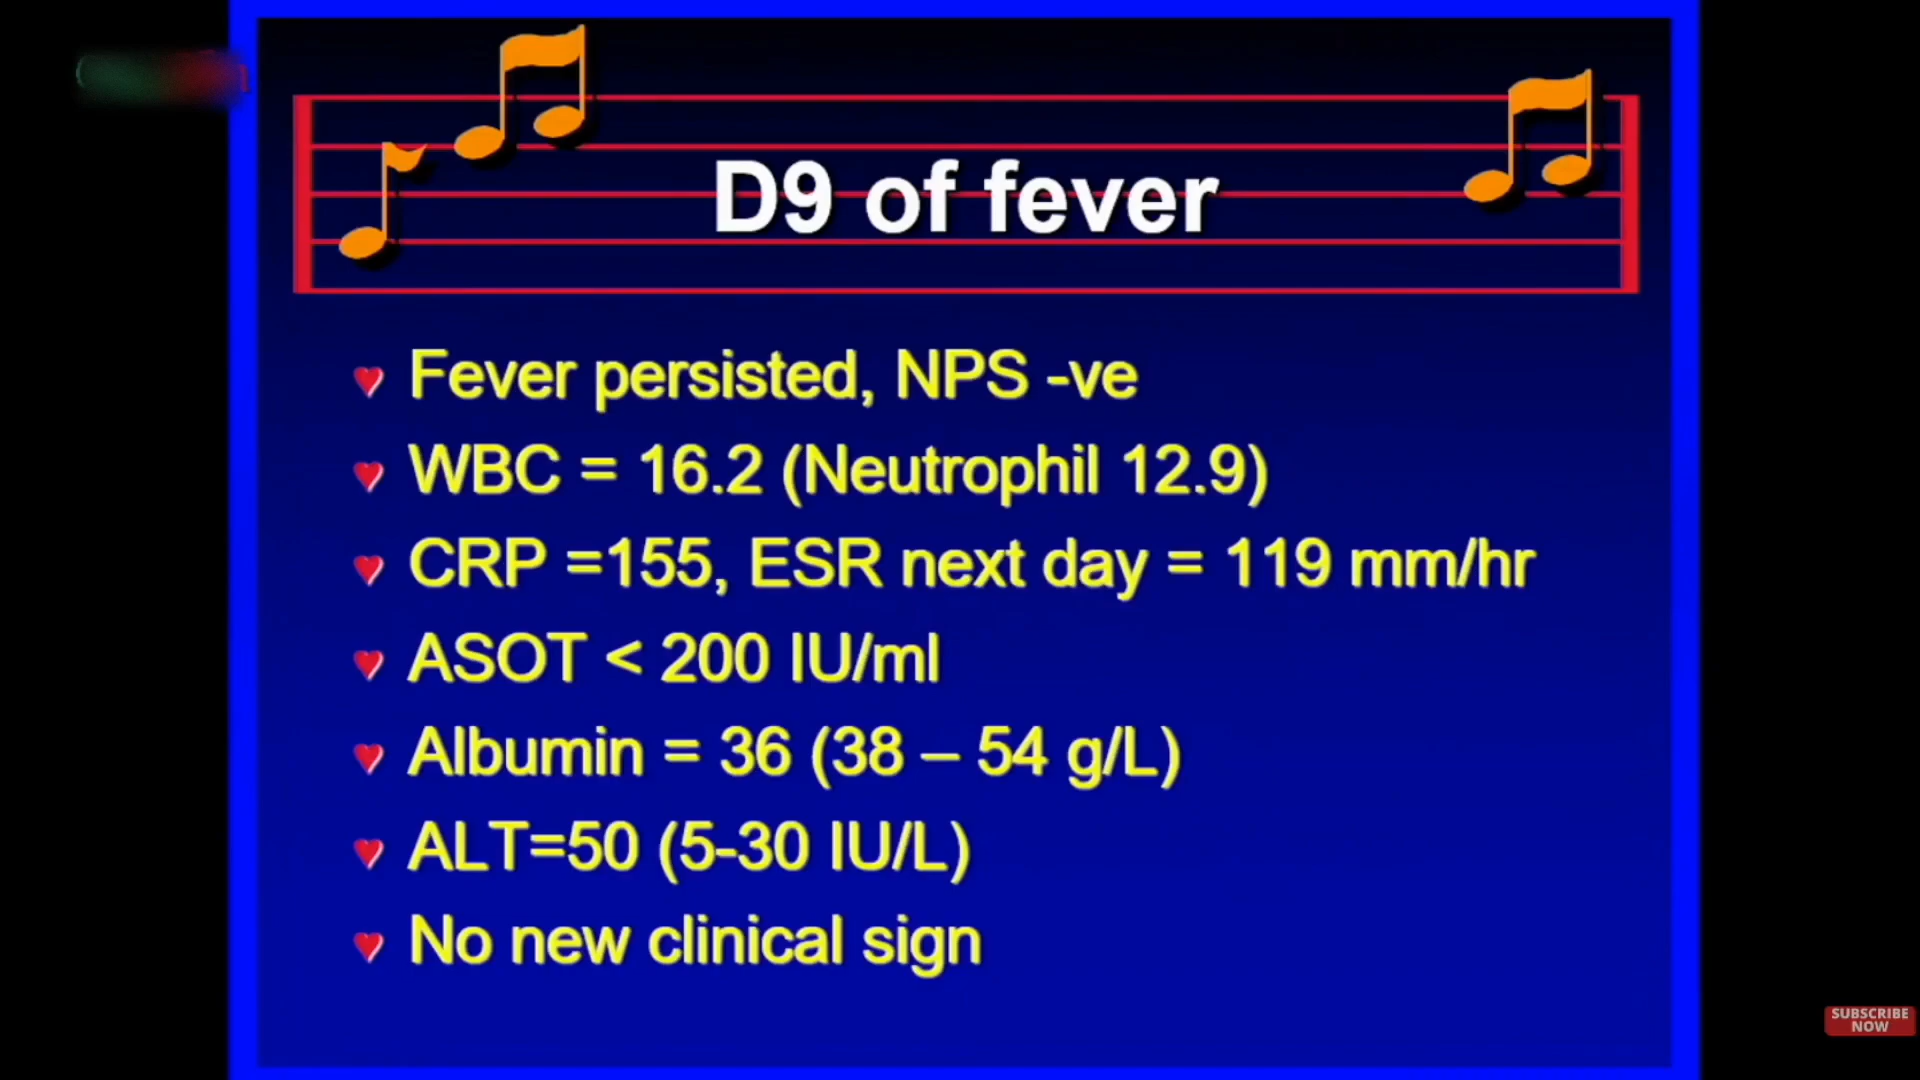 D9 of fever
Fever persisted, NPS -ve
WBC = 16.2 (Neutrophil 12.9)
CRP =155, ESR next day = 119 mm/hr
ASOT < 200 IU/ml
Albumin = 36 (38 – 54 g/L)
ALT=50 (5-30 IU/L)
No new clinical sign
SUBSCRIBE
NOW